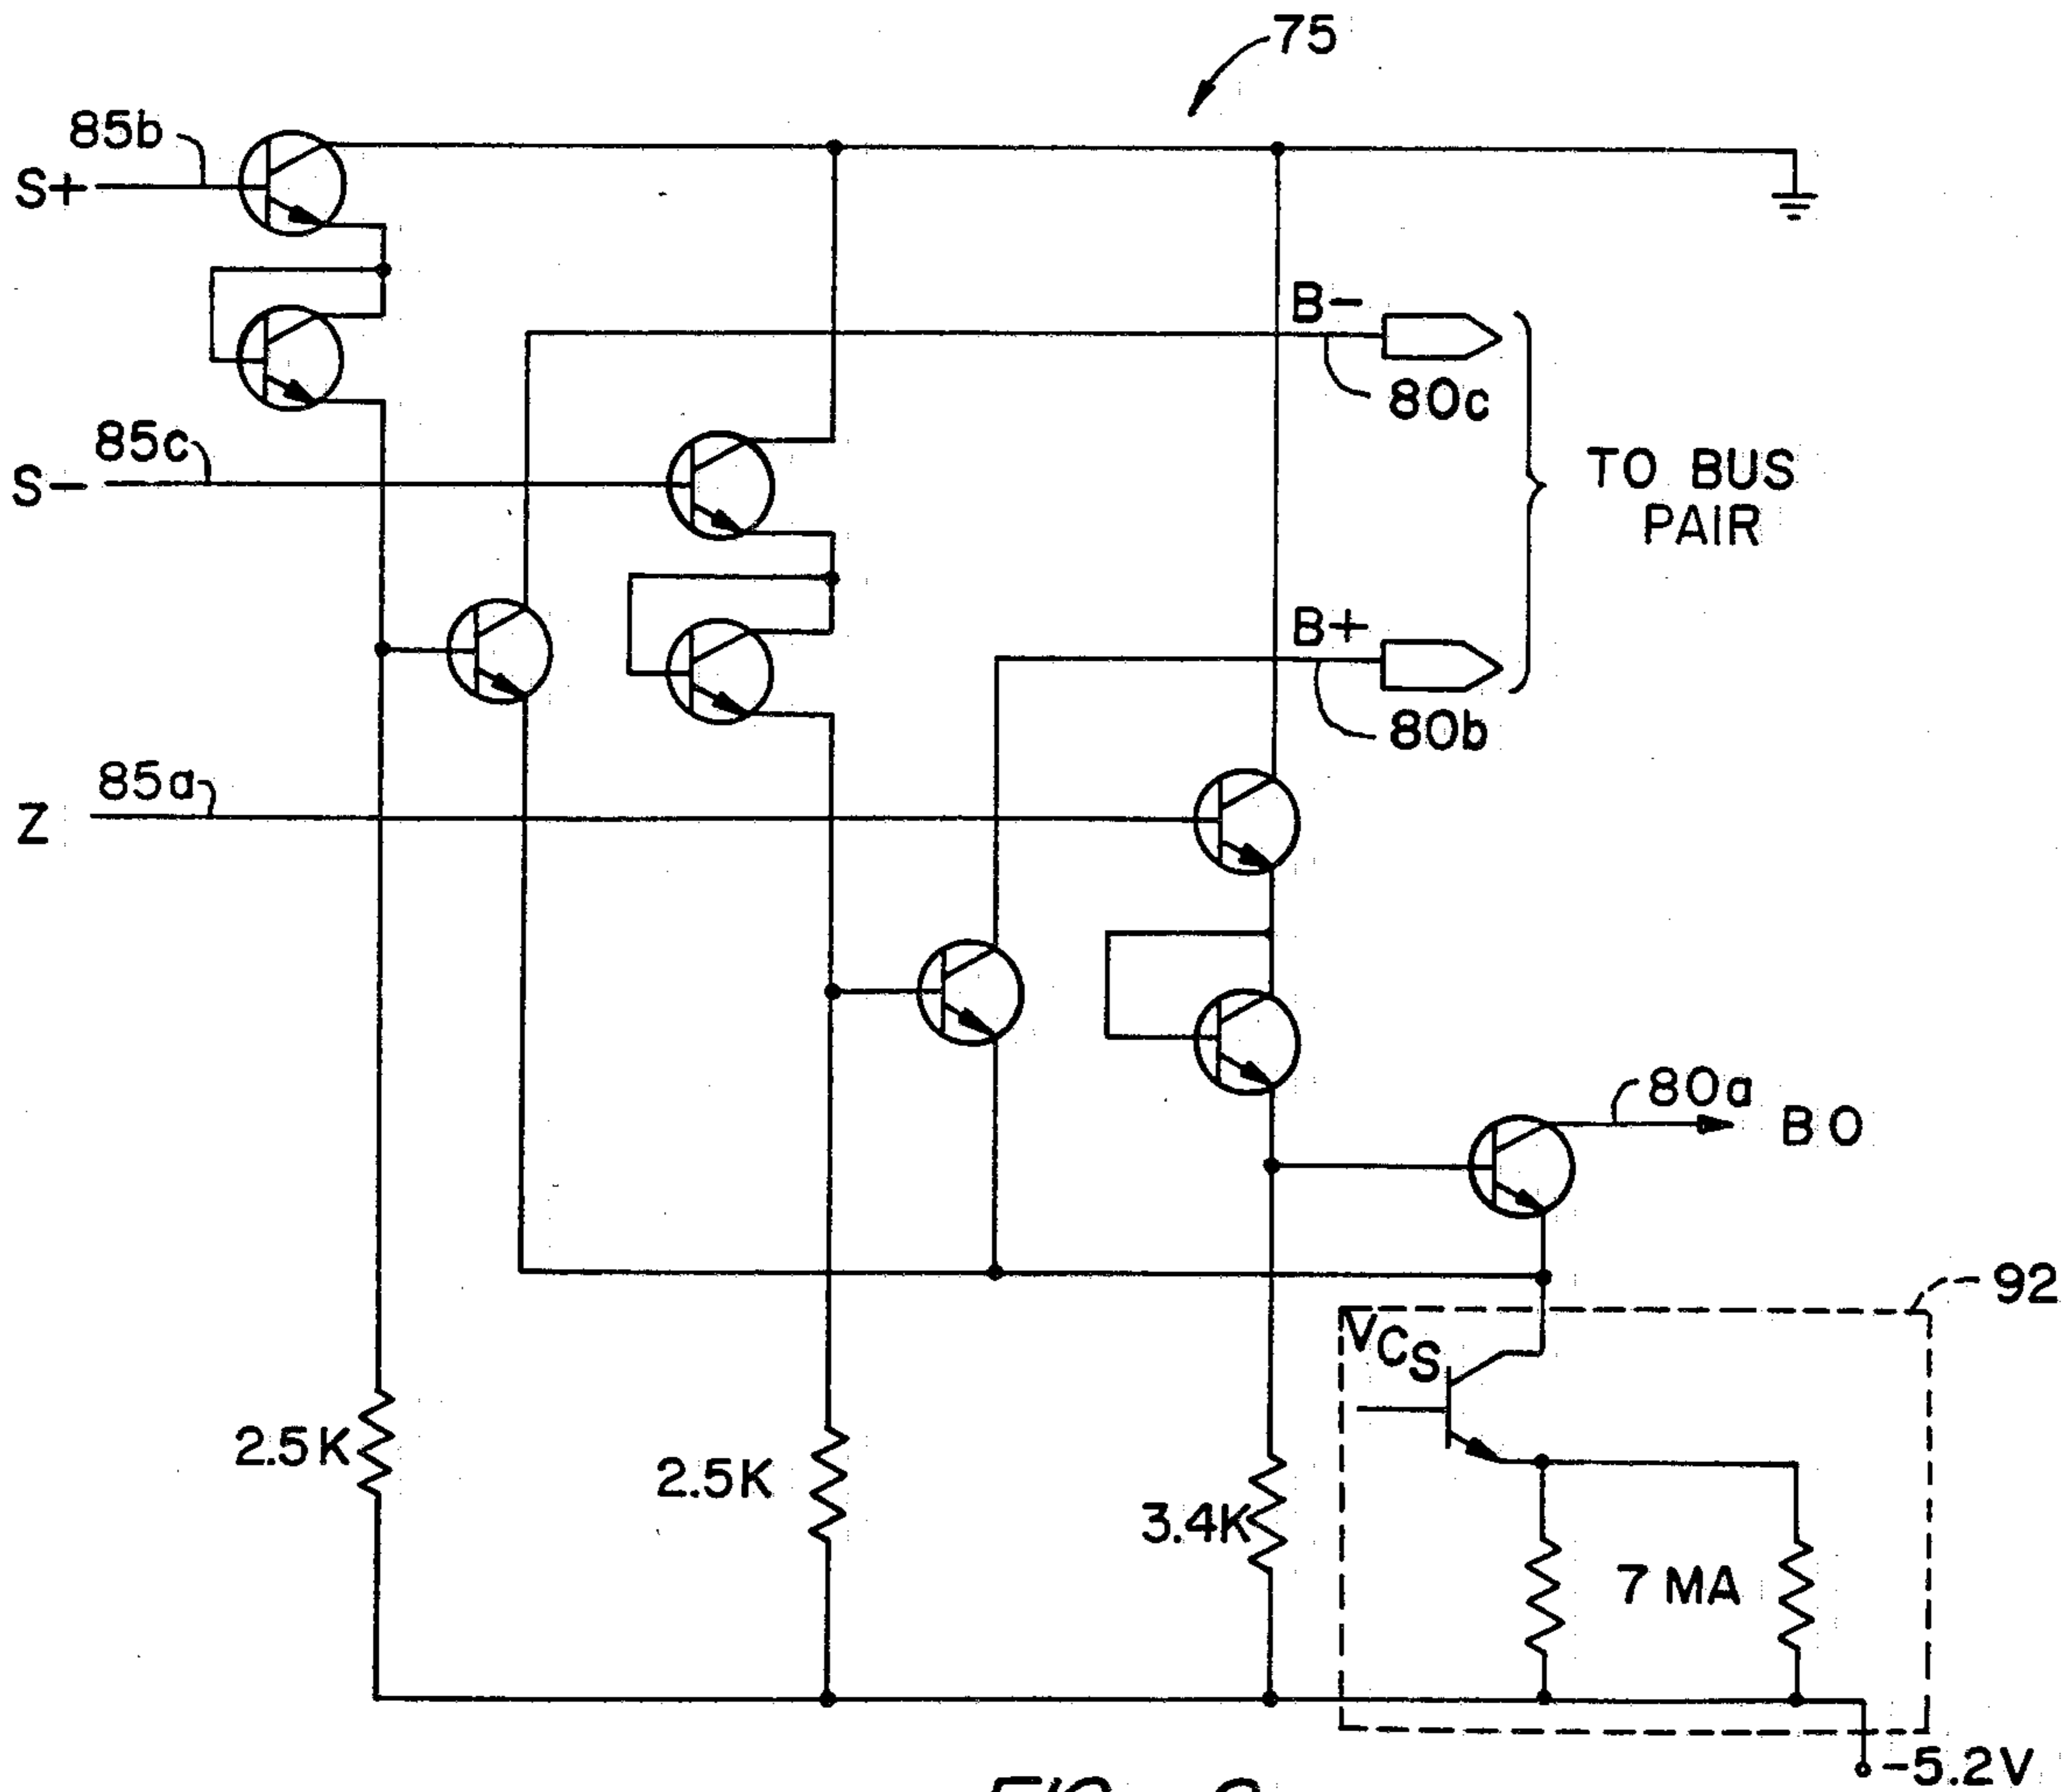 75
85b
S+
B-
80c
85c
S-
TO BUS
PAIR
B+
80b
85a
Z
80a
BO
92
VCS
2.5K
2.5K
3.4K
7 MA
-5.2V